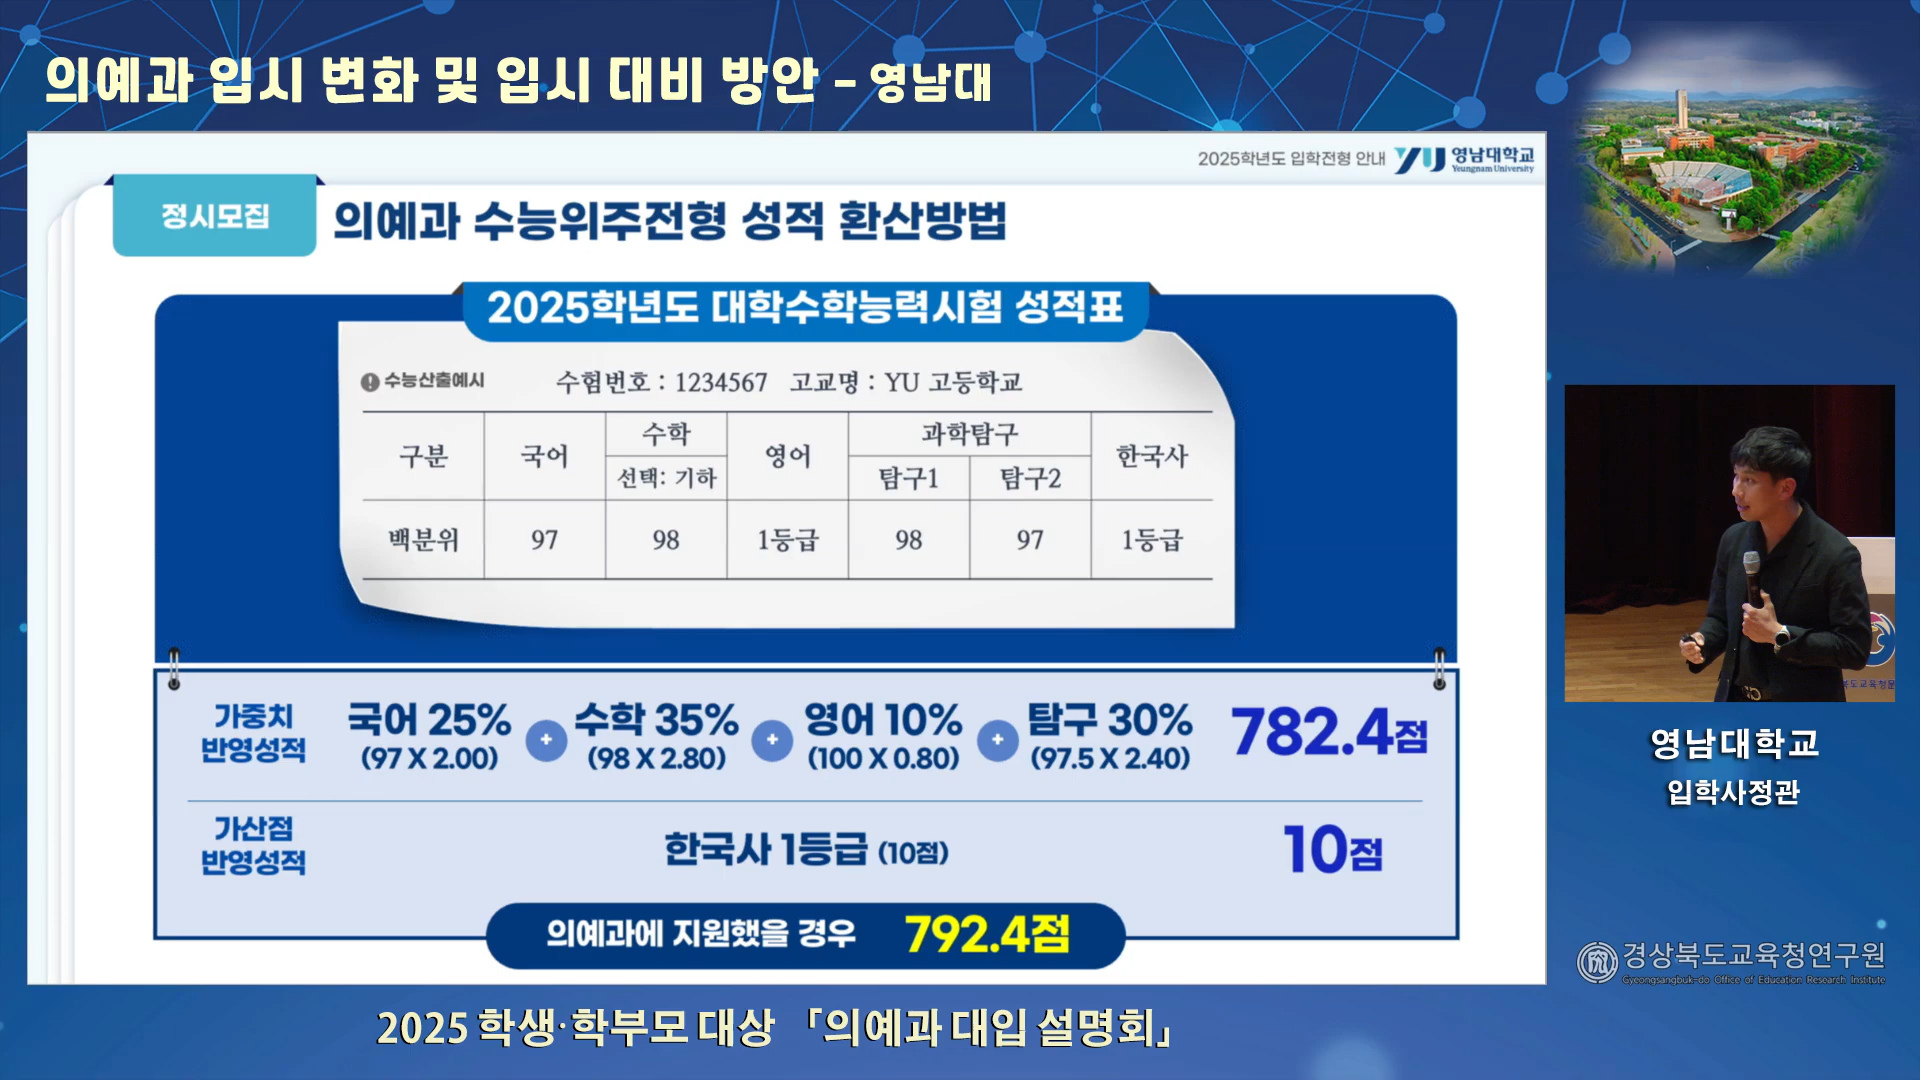 의예과 입시 변화 및 입시 대비 방안 - 영남대
2025학년도 입학전형 안내 YU 영남대학교
Yeungnam University
정시모집 의예과 수능위주전형 성적 환산방법
2025학년도 대학수학능력시험 성적표
수능산출예시 수험번호 : 1234567 고교명 : YU 고등학교
구분 국어 수학 영어 과학탐구 한국사
선택: 기하 탐구1 탐구2
백분위 97 98 1등급 98 97 1등급
가중치 반영성적 국어 25% + 수학 35% + 영어 10% + 탐구 30% 782.4점
(97 X 2.00) (98 X 2.80) (100 X 0.80) (97.5 X 2.40)
가산점 반영성적 한국사 1등급 (10점) 10점
의예과에 지원했을 경우 792.4점
북도교육청문
영남대학교
입학사정관
경상북도교육청연구원
Gyeongsangbuk-do Office of Education Research Institute
2025 학생·학부모 대상 「의예과 대입 설명회」